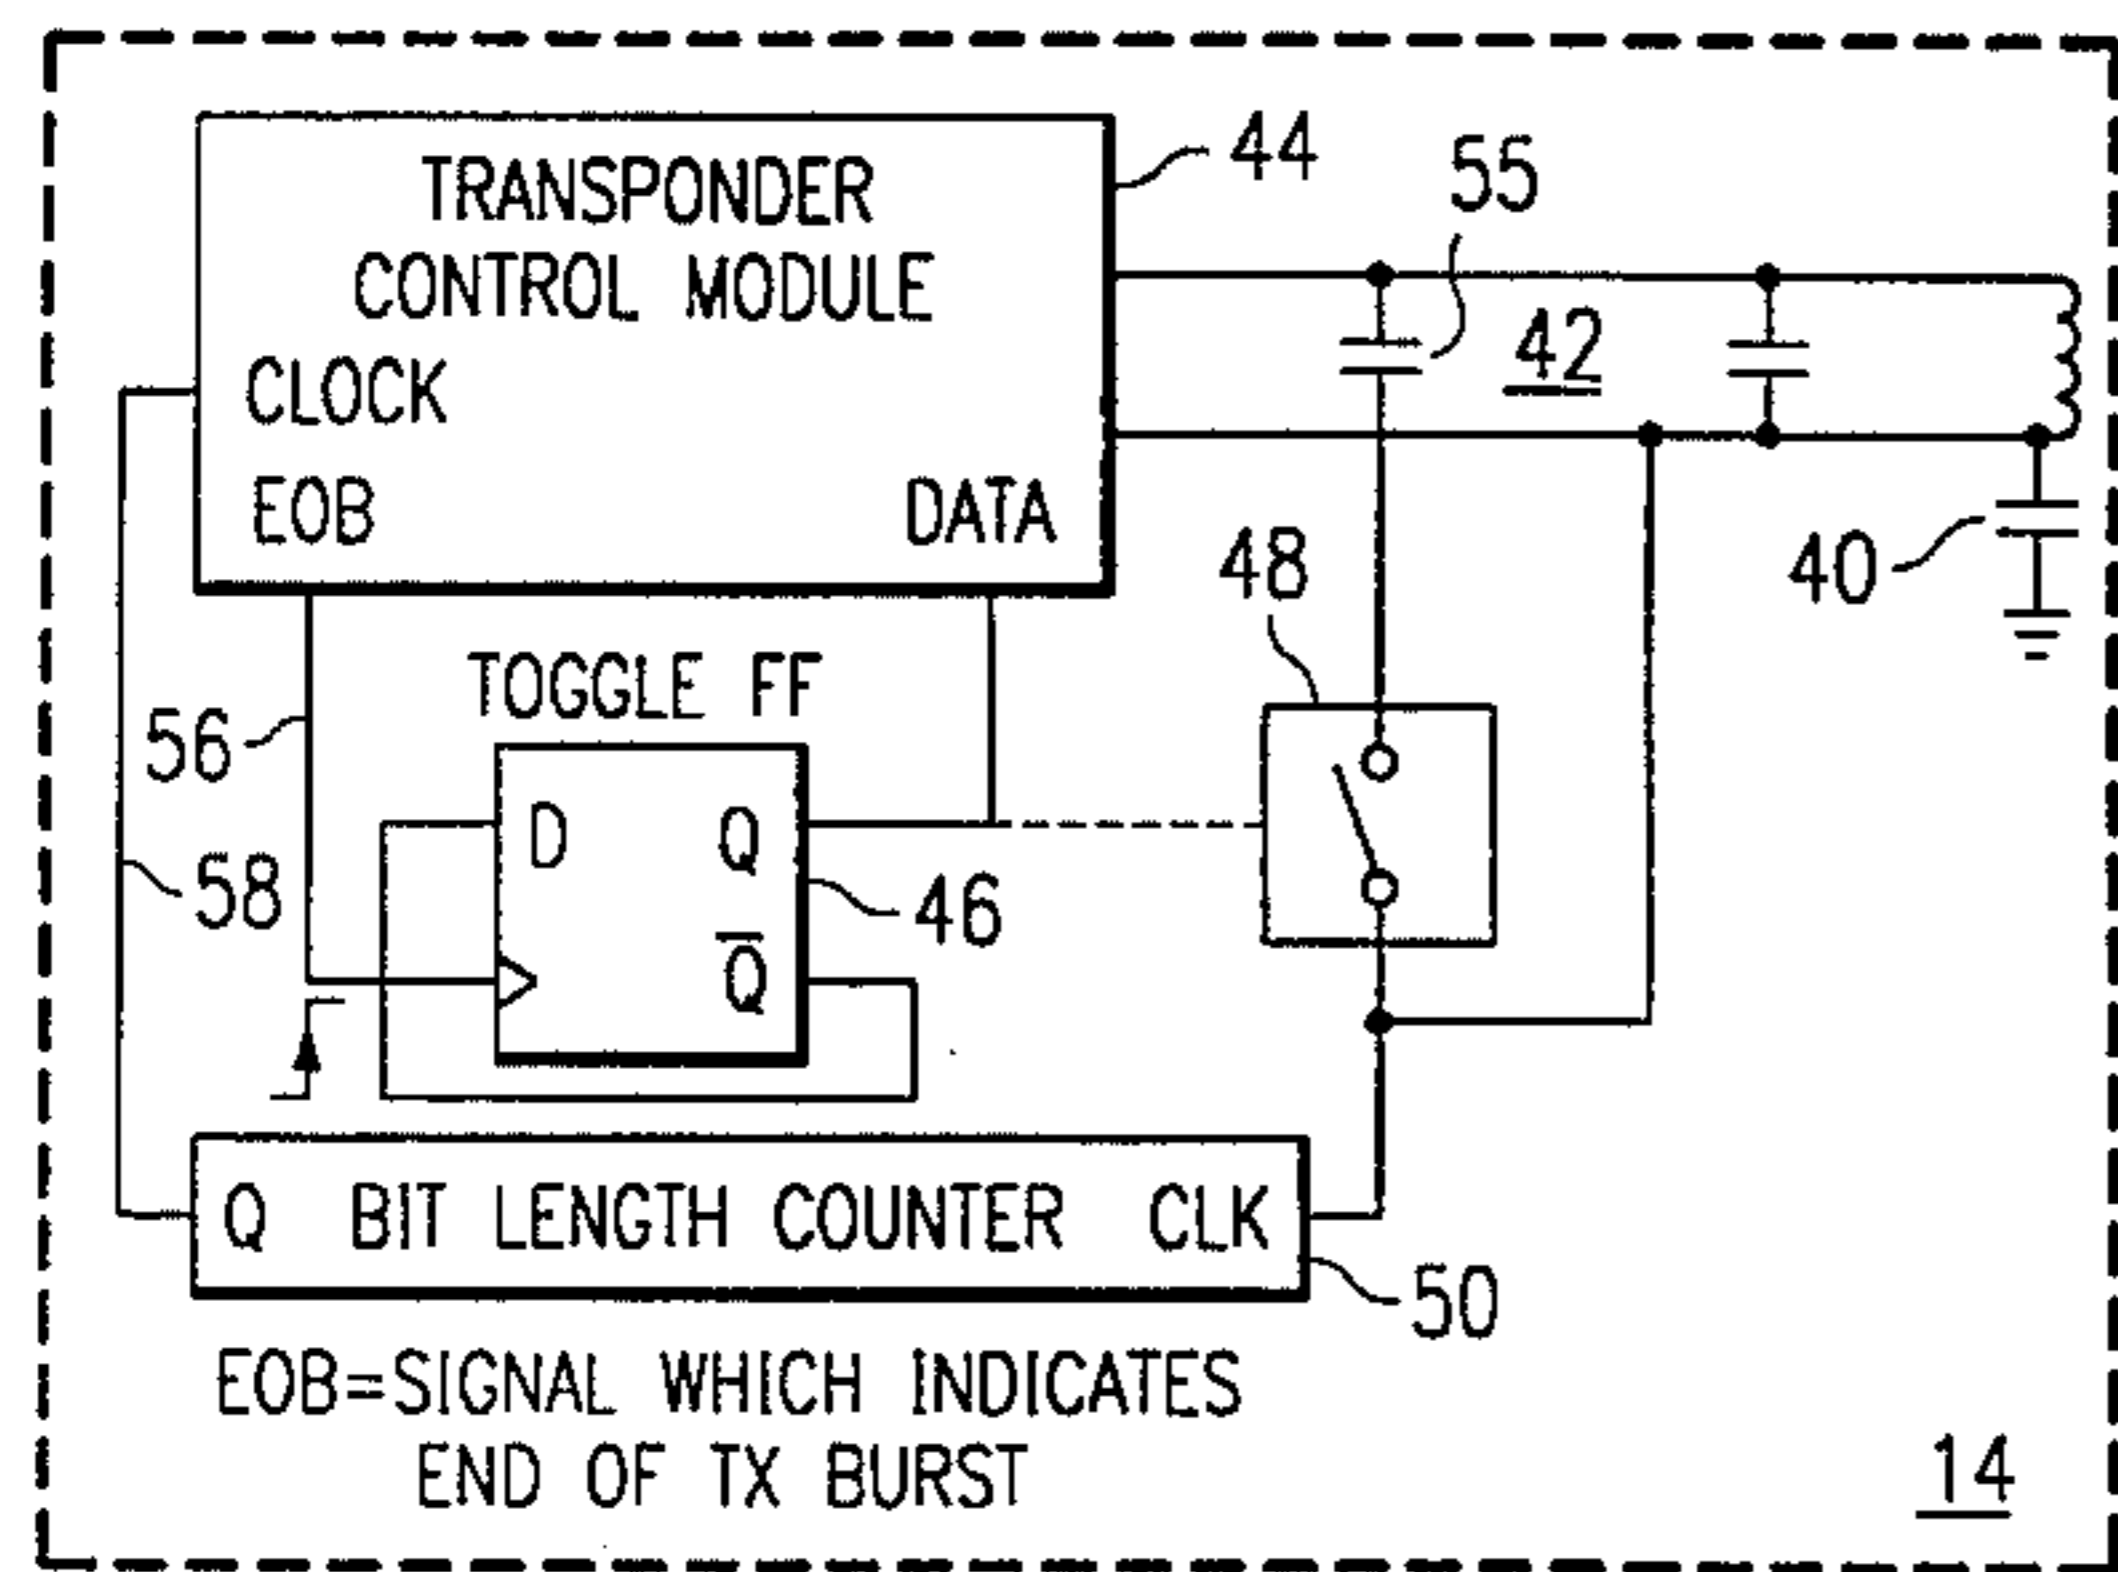 TRANSPONDER
CONTROL MODULE
CLOCK
EOB
DATA
44
55
42
40
48
TOGGLE FF
56
D
Q
Q̅
46
58
Q BIT LENGTH COUNTER CLK
50
EOB=SIGNAL WHICH INDICATES
END OF TX BURST
14